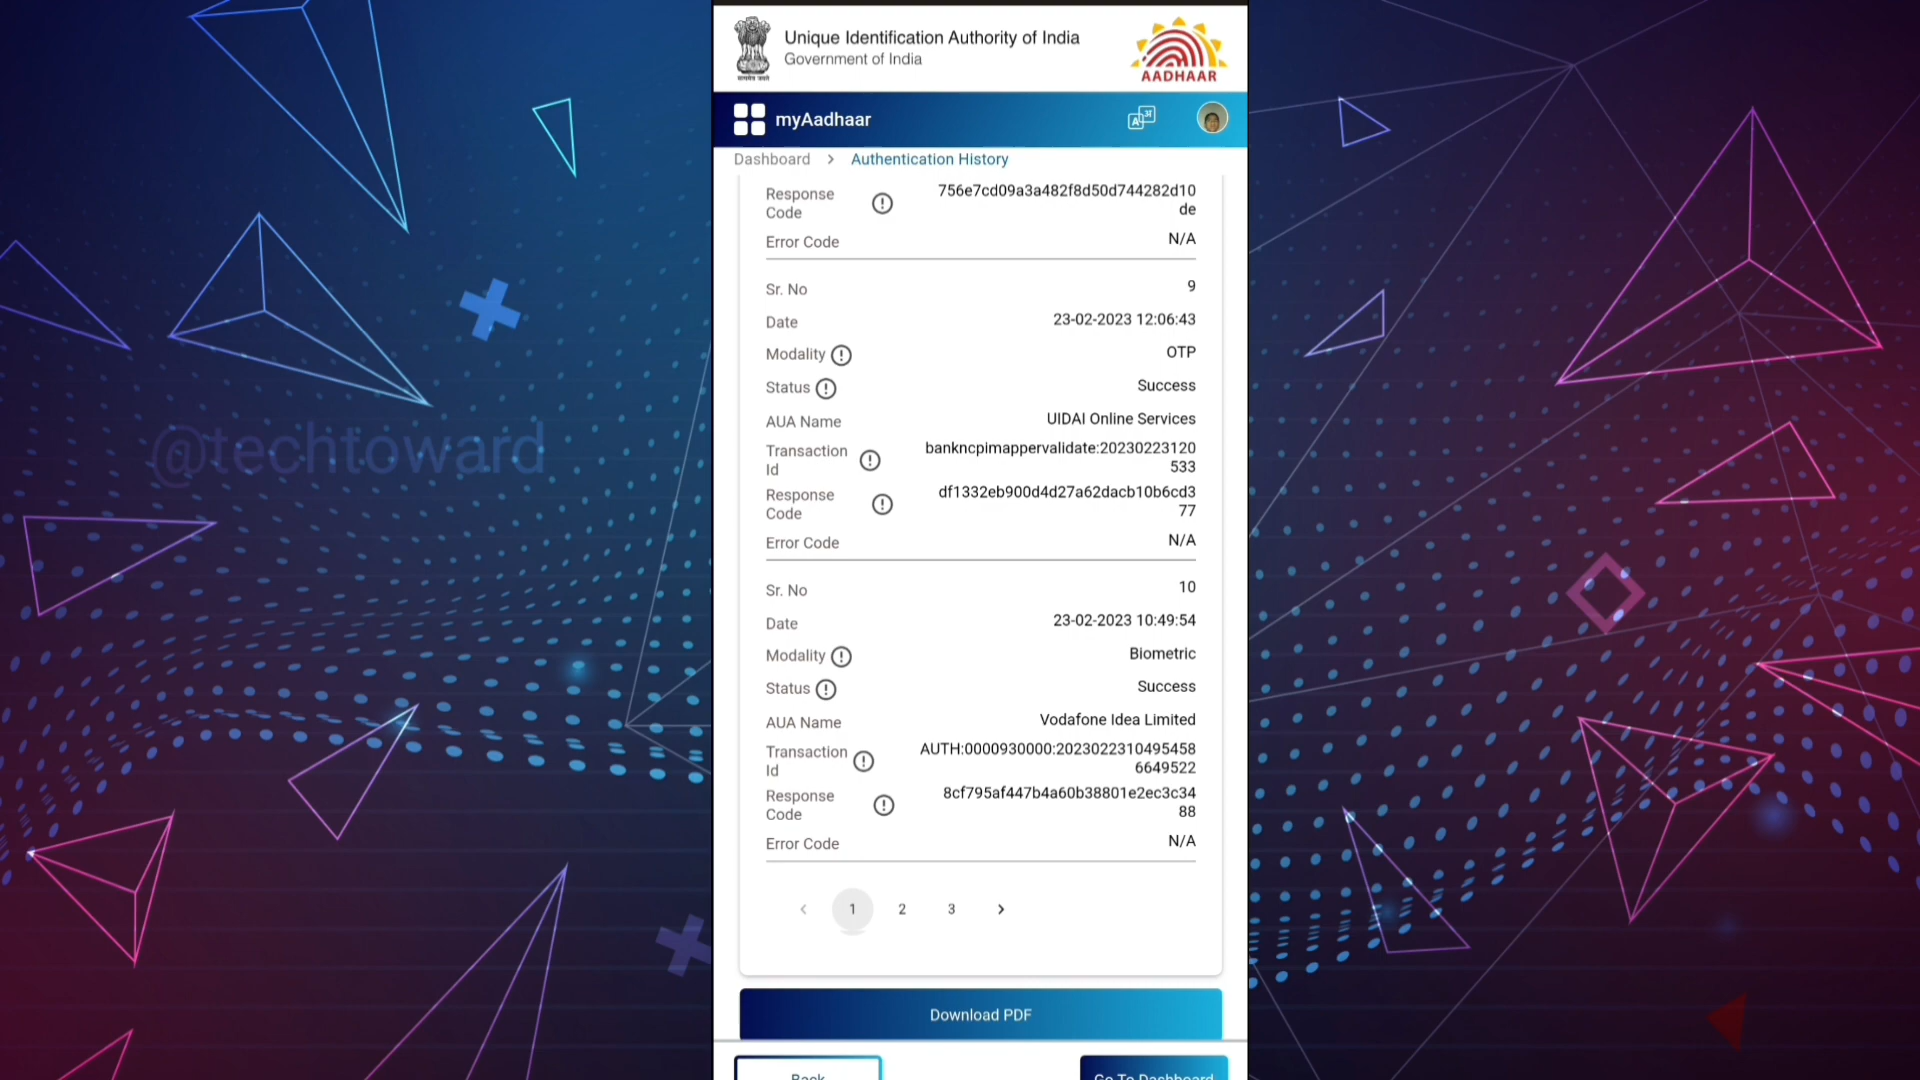 Unique Identification Authority of India
Government of India
AADHAAR
myAadhaar
Dashboard > Authentication History
Response Code 756e7cd09a3a482f8d50d744282d10
de
Error Code N/A
Sr. No 9
Date 23-02-2023 12:06:43
Modality OTP
Status Success
@techtoward
AUA Name UIDAI Online Services
Transaction Id bankncpimappervalidate:20230223120
533
Response Code df1332eb900d4d27a62dacb10b6cd3
77
Error Code N/A
Sr. No 10
Date 23-02-2023 10:49:54
Modality Biometric
Status Success
AUA Name Vodafone Idea Limited
Transaction Id AUTH:0000930000:2023022310495458
6649522
Response Code 8cf795af447b4a60b38801e2ec3c34
88
Error Code N/A
< 1 2 3 >
Download PDF
Back Go To Dashboard